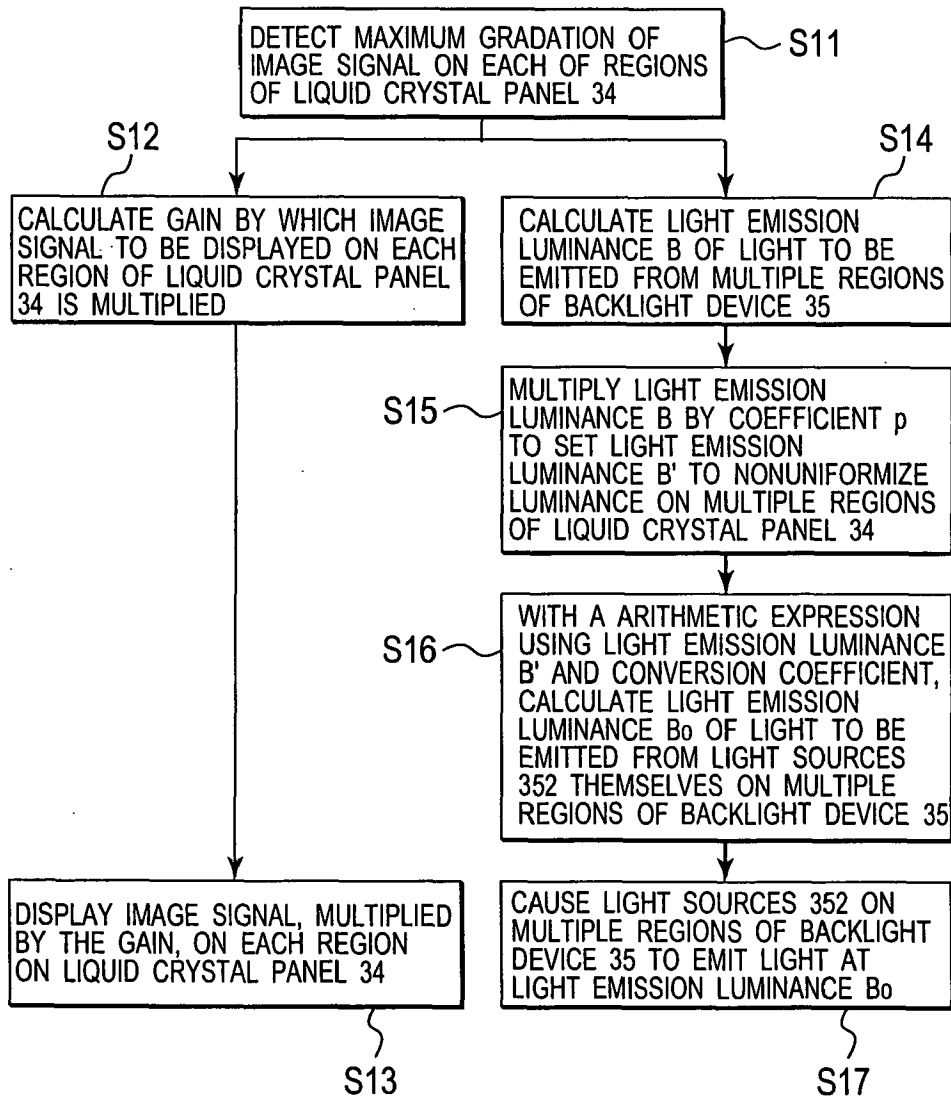 DETECT MAXIMUM GRADATION OF
IMAGE SIGNAL ON EACH OF REGIONS
OF LIQUID CRYSTAL PANEL 34
S11
S12
CALCULATE GAIN BY WHICH IMAGE
SIGNAL TO BE DISPLAYED ON EACH
REGION OF LIQUID CRYSTAL PANEL
34 IS MULTIPLIED
S14
CALCULATE LIGHT EMISSION
LUMINANCE B OF LIGHT TO BE
EMITTED FROM MULTIPLE REGIONS
OF BACKLIGHT DEVICE 35
S15
MULTIPLY LIGHT EMISSION
LUMINANCE B BY COEFFICIENT p
TO SET LIGHT EMISSION
LUMINANCE B' TO NONUNIFORMIZE
LUMINANCE ON MULTIPLE REGIONS
OF LIQUID CRYSTAL PANEL 34
S16
WITH A ARITHMETIC EXPRESSION
USING LIGHT EMISSION LUMINANCE
B' AND CONVERSION COEFFICIENT,
CALCULATE LIGHT EMISSION
LUMINANCE Bo OF LIGHT TO BE
EMITTED FROM LIGHT SOURCES
352 THEMSELVES ON MULTIPLE
REGIONS OF BACKLIGHT DEVICE 35
DISPLAY IMAGE SIGNAL, MULTIPLIED
BY THE GAIN, ON EACH REGION
ON LIQUID CRYSTAL PANEL 34
S13
CAUSE LIGHT SOURCES 352 ON
MULTIPLE REGIONS OF BACKLIGHT
DEVICE 35 TO EMIT LIGHT AT
LIGHT EMISSION LUMINANCE Bo
S17